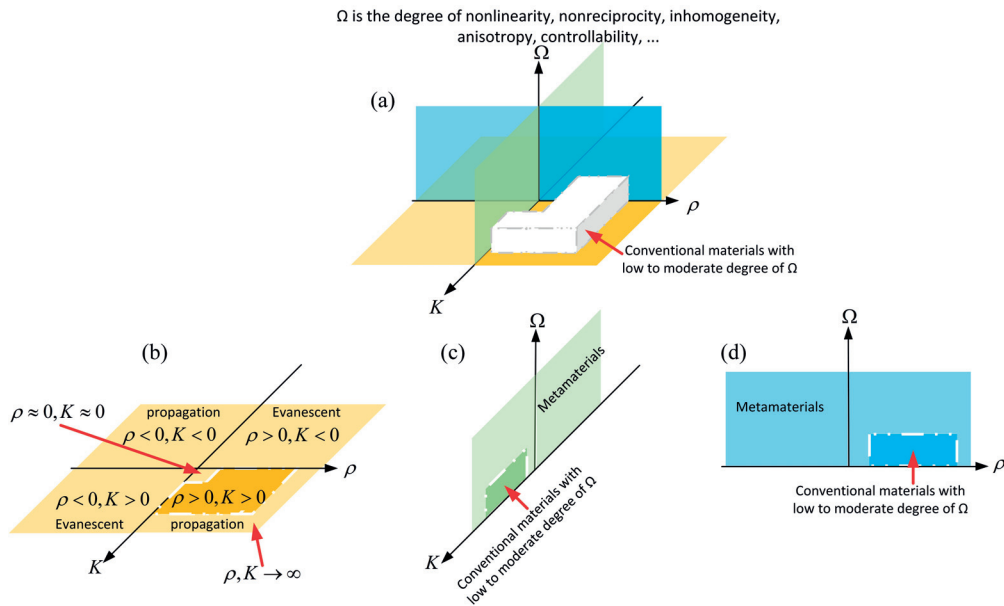 Ω is the degree of nonlinearity, nonreciprocity, inhomogeneity,
anisotropy, controllability, ...
Ω
(a)
ρ
Conventional materials with
low to moderate degree of Ω
K
(b)
ρ ≈ 0, K ≈ 0
propagation
ρ < 0, K < 0
Evanescent
ρ > 0, K < 0
ρ
ρ < 0, K > 0
Evanescent
ρ > 0, K > 0
propagation
K
ρ, K → ∞
(c)
Ω
Metamaterials
Conventional materials with
low to moderate degree of Ω
K
(d)
Ω
Metamaterials
ρ
Conventional materials with
low to moderate degree of Ω